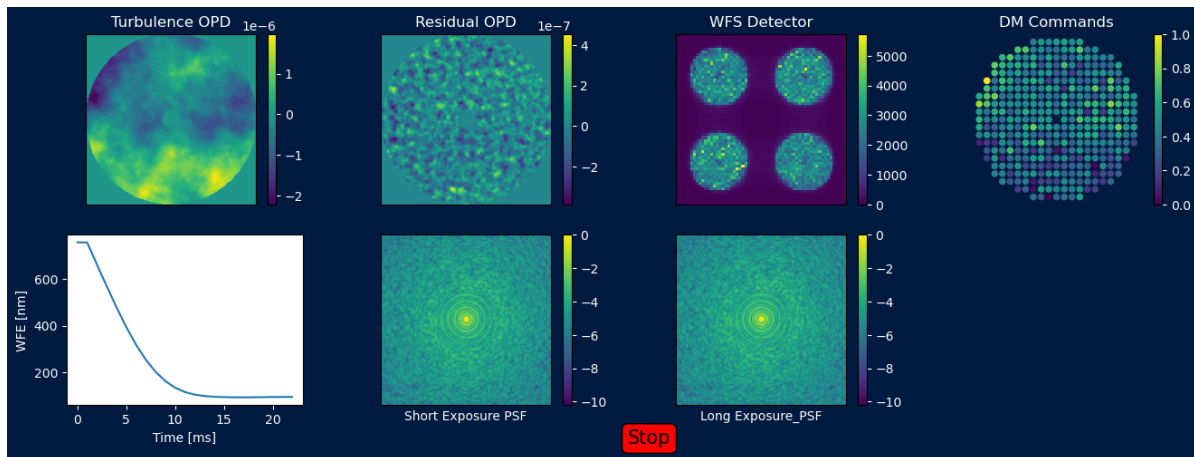 Turbulence OPD
1e−6
1
0
−1
−2
Residual OPD
1e−7
4
2
0
−2
WFS Detector
5000
4000
3000
2000
1000
0
DM Commands
1.0
0.8
0.6
0.4
0.2
0.0
WFE [nm]
600
400
200
0 5 10 15 20
Time [ms]
0
−2
−4
−6
−8
−10
Short Exposure PSF
0
−2
−4
−6
−8
−10
Long Exposure_PSF
Stop